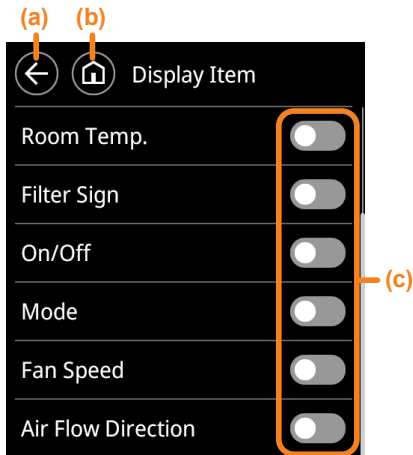 (a) (b)
Display Item
Room Temp.
Filter Sign
On/Off
(c)
Mode
Fan Speed
Air Flow Direction